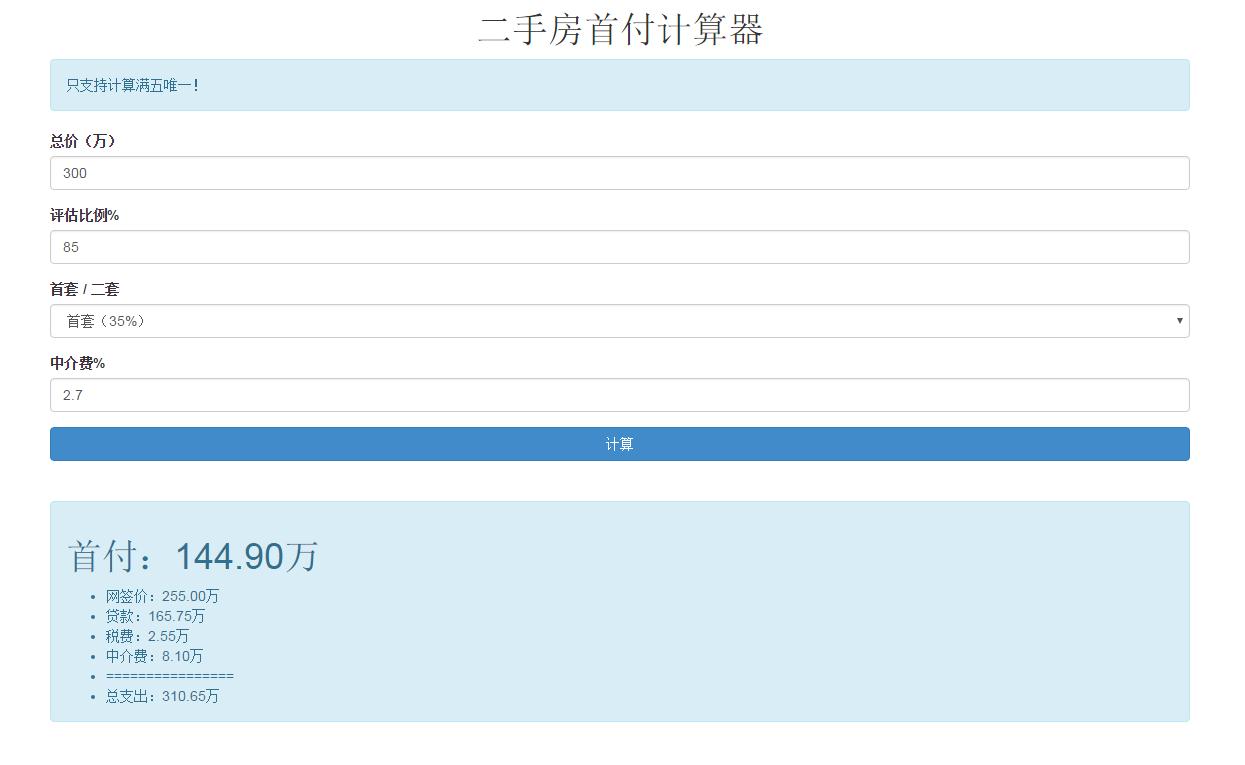 二手房首付计算器
只支持计算满五唯一！
总价（万）
300
评估比例%
85
首套 / 二套
首套（35%）
中介费%
2.7
计算
首付：144.90万
网签价：255.00万
贷款：165.75万
税费：2.55万
中介费：8.10万
================
总支出：310.65万